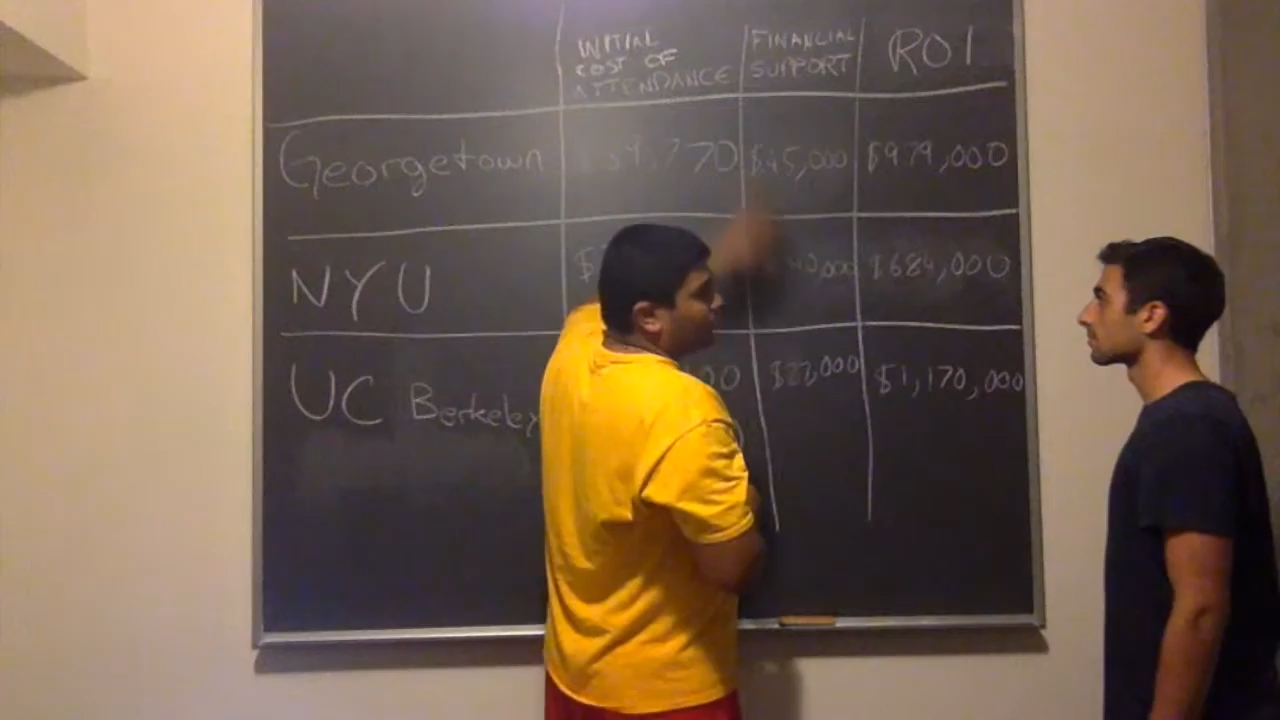 INITIAL
COST OF
ATTENDANCE
FINANCIAL
SUPPORT
ROI
Georgetown
$45,000
$979,000
NYU
$684,000
UC Berkeley
$23,000
$1,170,000